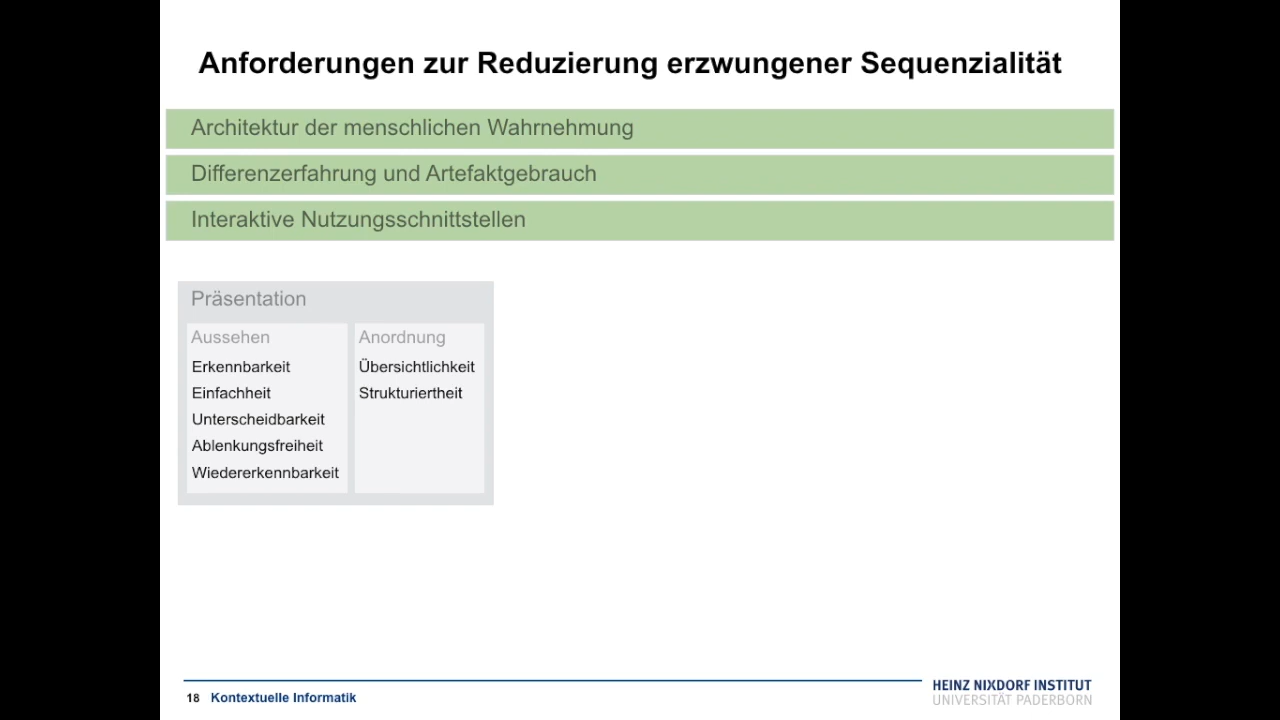 Anforderungen zur Reduzierung erzwungener Sequenzialität
Architektur der menschlichen Wahrnehmung
Differenzerfahrung und Artefaktgebrauch
Interaktive Nutzungsschnittstellen
Präsentation
Aussehen
Erkennbarkeit
Einfachheit
Unterscheidbarkeit
Ablenkungsfreiheit
Wiedererkennbarkeit
Anordnung
Übersichtlichkeit
Strukturiertheit
18 Kontextuelle Informatik
HEINZ NIXDORF INSTITUT
UNIVERSITÄT PADERBORN